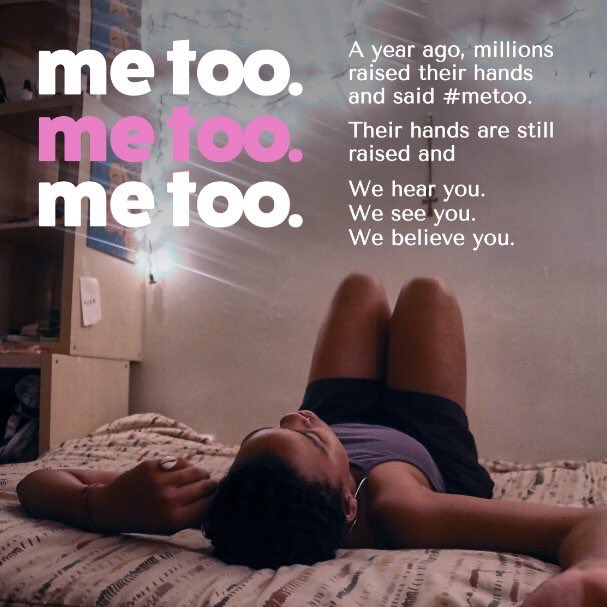 me too.
me too.
me too.
A year ago, millions
raised their hands
and said #metoo.
Their hands are still
raised and
We hear you.
We see you.
We believe you.